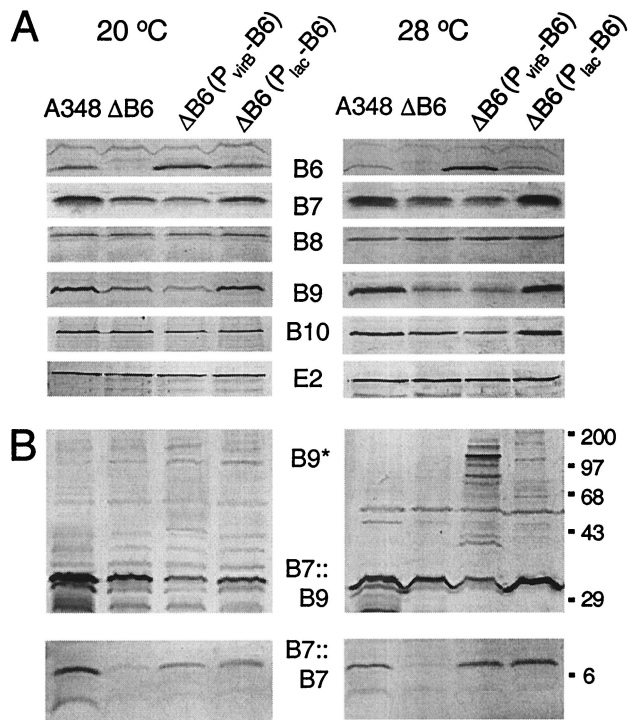 A
20 ºC
28 ºC
A348 ΔB6 ΔB6 (PvirB-B6) ΔB6 (Plac-B6)
A348 ΔB6 ΔB6 (PvirB-B6) ΔB6 (Plac-B6)
B6
B7
B8
B9
B10
E2
B
B9*
B7::
B9
B7::
B7
200
97
68
43
29
6